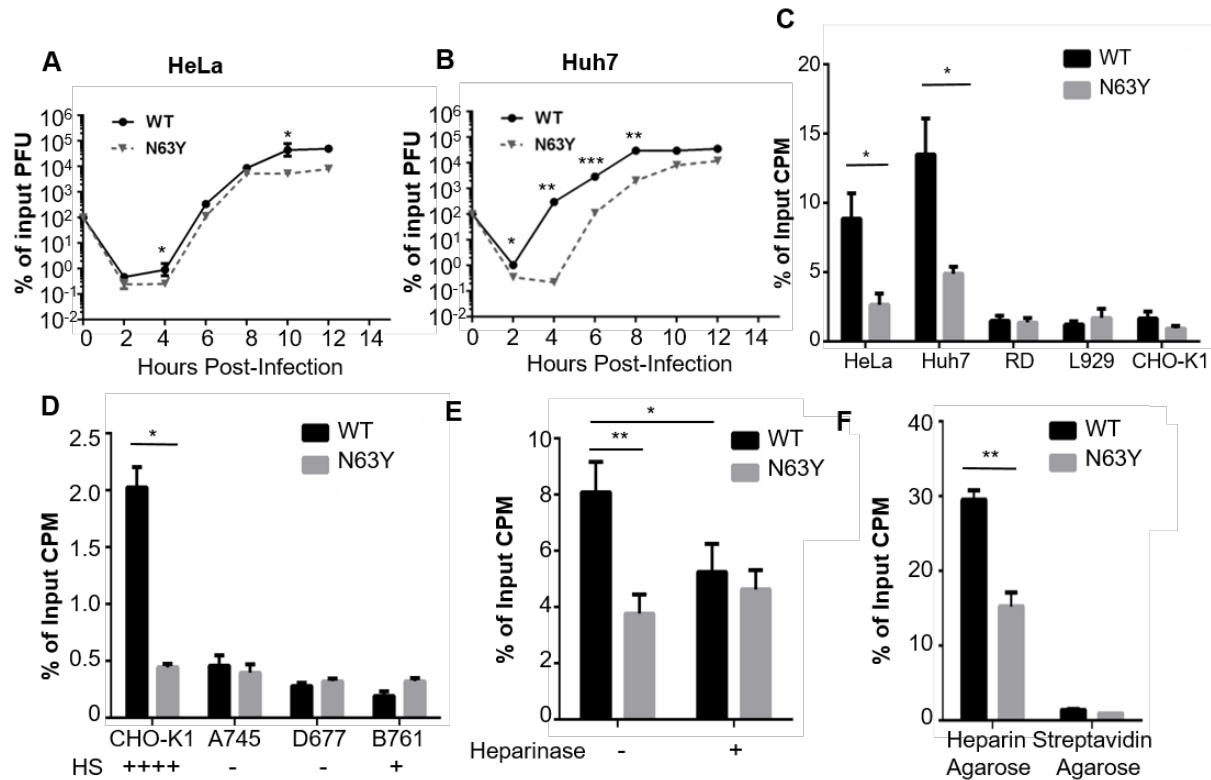 A
HeLa
% of input PFU
10^6
10^5
10^4
10^3
10^2
10^1
10^0
10^-1
10^-2
WT
N63Y
*
*
0 2 4 6 8 10 12 14
Hours Post-Infection
B
Huh7
% of input PFU
10^6
10^5
10^4
10^3
10^2
10^1
10^0
10^-1
10^-2
WT
N63Y
*
**
***
**
0 2 4 6 8 10 12 14
Hours Post-Infection
C
% of Input CPM
20
15
10
5
0
WT
N63Y
*
*
HeLa Huh7 RD L929 CHO-K1
D
% of Input CPM
2.5
2.0
1.5
1.0
0.5
0
WT
N63Y
*
CHO-K1 A745 D677 B761
HS ++++ - - +
E
% of Input CPM
10
8
6
4
2
0
WT
N63Y
*
**
Heparinase - +
F
% of Input CPM
40
30
20
10
0
WT
N63Y
**
Heparin Streptavidin
Agarose Agarose